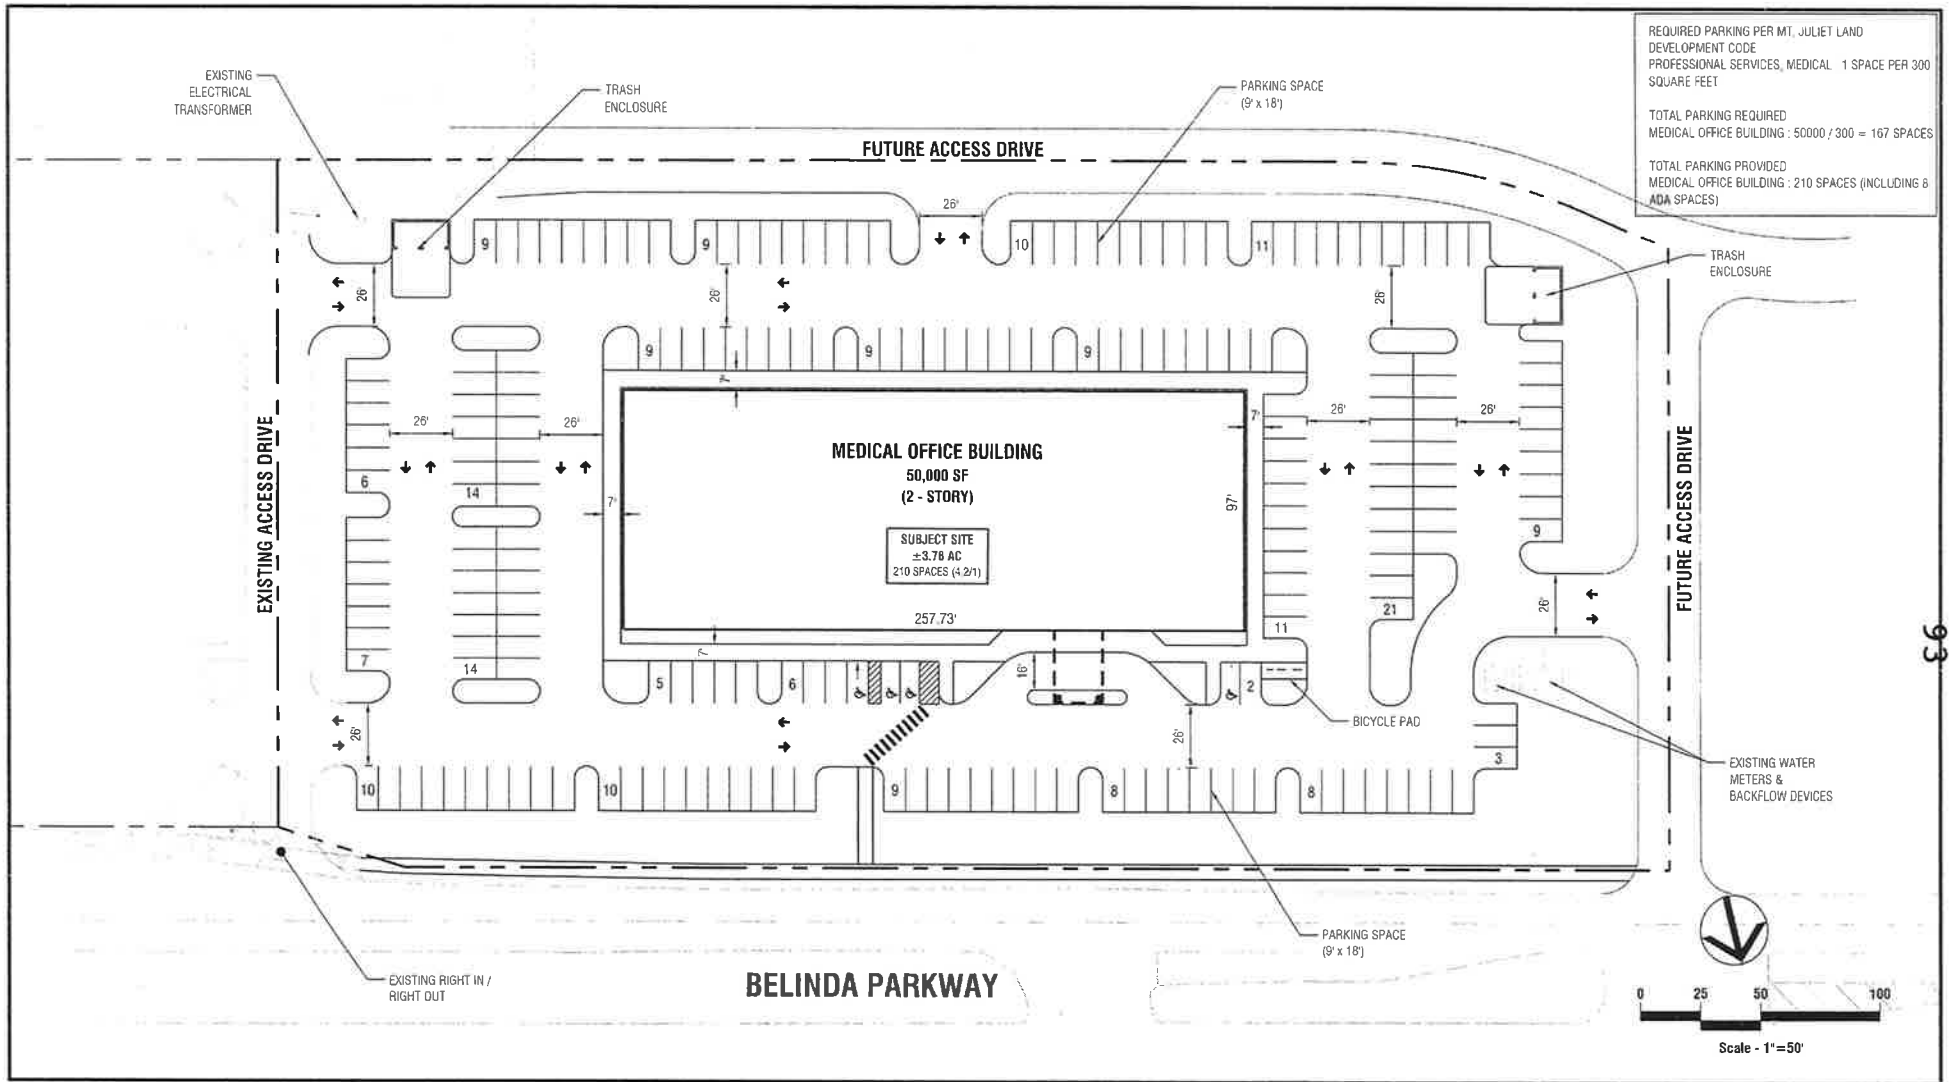 REQUIRED PARKING PER MT. JULIET LAND
DEVELOPMENT CODE
PROFESSIONAL SERVICES, MEDICAL 1 SPACE PER 300
SQUARE FEET
TOTAL PARKING REQUIRED
MEDICAL OFFICE BUILDING : 50000 / 300 = 167 SPACES
TOTAL PARKING PROVIDED
MEDICAL OFFICE BUILDING : 210 SPACES (INCLUDING 8
ADA SPACES)
EXISTING
ELECTRICAL
TRANSFORMER
TRASH
ENCLOSURE
PARKING SPACE
(9' x 18')
FUTURE ACCESS DRIVE
26'
9
9
10
11
TRASH
ENCLOSURE
26'
26'
26'
9
9
9
7'
EXISTING ACCESS DRIVE
26'
26'
7'
26'
26'
MEDICAL OFFICE BUILDING
50,000 SF
(2 - STORY)
6
14
7'
97'
9
SUBJECT SITE
±3.78 AC
210 SPACES (4.2/1)
FUTURE ACCESS DRIVE
257.73'
26'
21
11
7'
7
14
5
6
16'
2
BICYCLE PAD
26'
26'
3
EXISTING WATER
METERS &
BACKFLOW DEVICES
10
10
9
8
8
93
PARKING SPACE
(9' x 18')
EXISTING RIGHT IN /
RIGHT OUT
BELINDA PARKWAY
0 25 50 100
Scale - 1"=50'